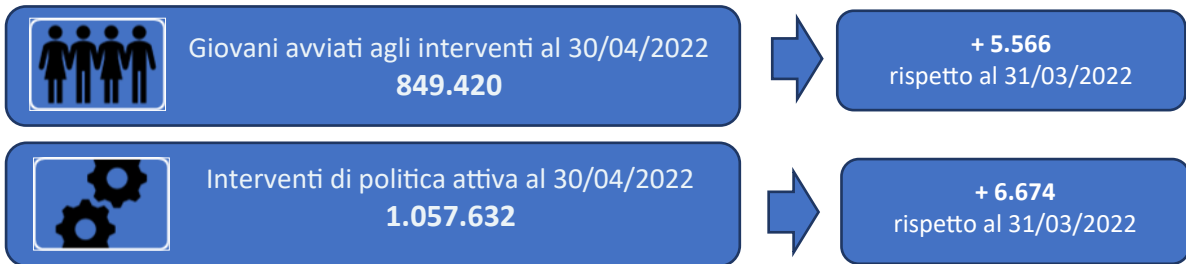 Giovani avviati agli interventi al 30/04/2022
849.420
+ 5.566
rispetto al 31/03/2022
Interventi di politica attiva al 30/04/2022
1.057.632
+ 6.674
rispetto al 31/03/2022